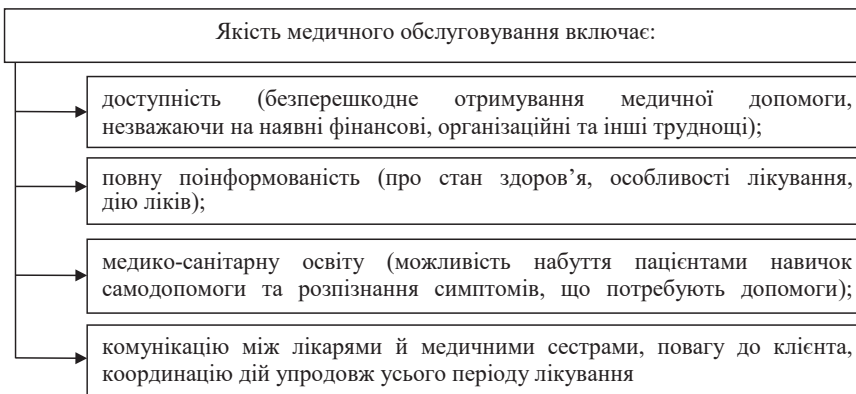 Якість медичного обслуговування включає:
доступність (безперешкодне отримування медичної допомоги,
незважаючи на наявні фінансові, організаційні та інші труднощі);
повну поінформованість (про стан здоров’я, особливості лікування,
дію ліків);
медико-санітарну освіту (можливість набуття пацієнтами навичок
самодопомоги та розпізнання симптомів, що потребують допомоги);
комунікацію між лікарями й медичними сестрами, повагу до клієнта,
координацію дій упродовж усього періоду лікування